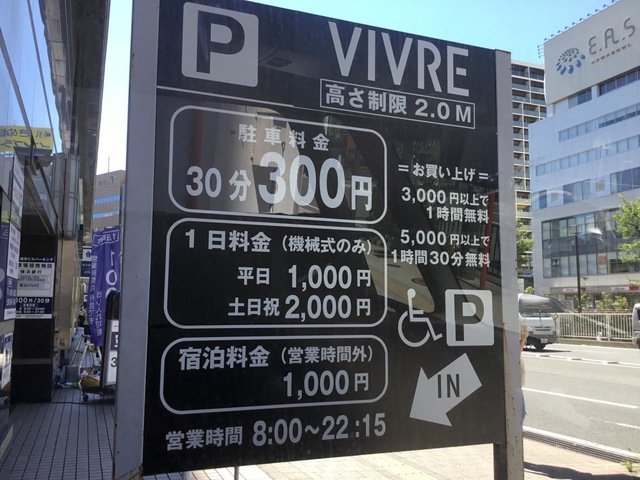 P
VIVRE
高さ制限 2.0M
駐車料金
30分300円
=お買い上げ=
3,000円以上で
1時間無料
5,000円以上で
1時間30分無料
1日料金(機械式のみ)
平日 1,000円
土日祝 2,000円
宿泊料金(営業時間外)
1,000円
P
IN
営業時間 8:00~22:15
E.A.S